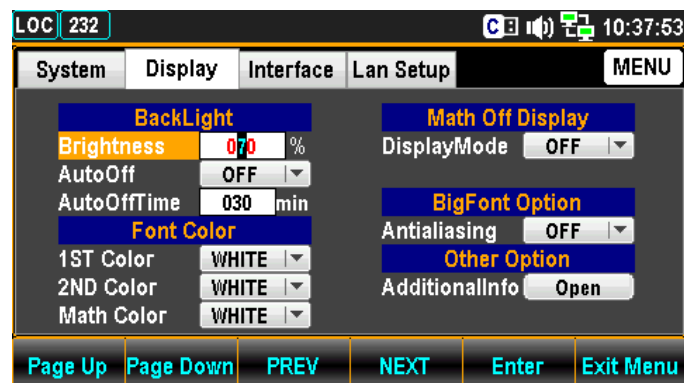 LOC 232 C 10:37:53
System Display Interface Lan Setup MENU
BackLight
Brightness 070 %
AutoOff OFF
AutoOffTime 030 min
Font Color
1ST Color WHITE
2ND Color WHITE
Math Color WHITE
Math Off Display
DisplayMode OFF
BigFont Option
Antialiasing OFF
Other Option
AdditionalInfo Open
Page Up Page Down PREV NEXT Enter Exit Menu